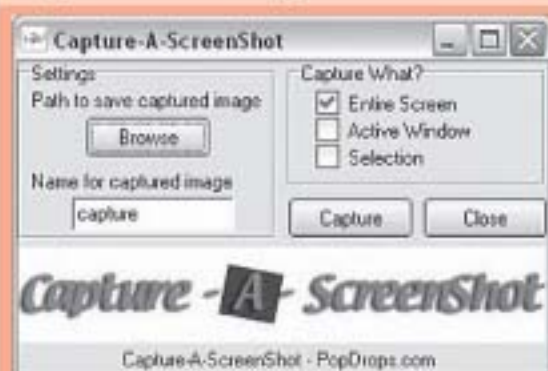 Capture-A-ScreenShot
Settings
Path to save captured image
Browse
Name for captured image
capture
Capture What?
Entire Screen
Active Window
Selection
Capture
Close
Capture - A - ScreenShot
Capture-A-ScreenShot - PopDrops.com